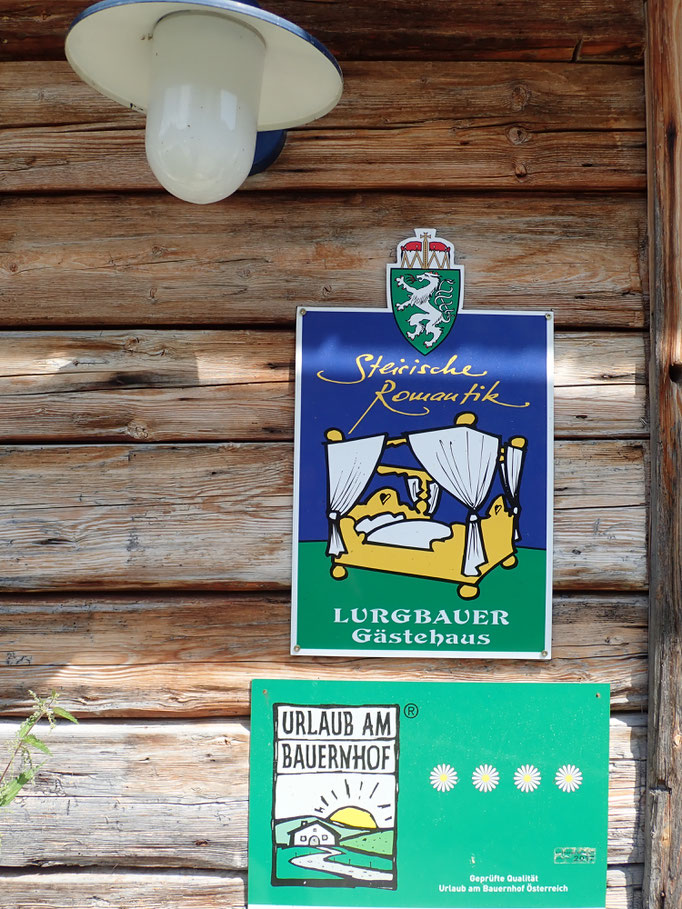 Steirische
Romantik
LURGBAUER
Gästehaus
URLAUB AM
BAUERNHOF
®
Geprüfte Qualität
Urlaub am Bauernhof Österreich